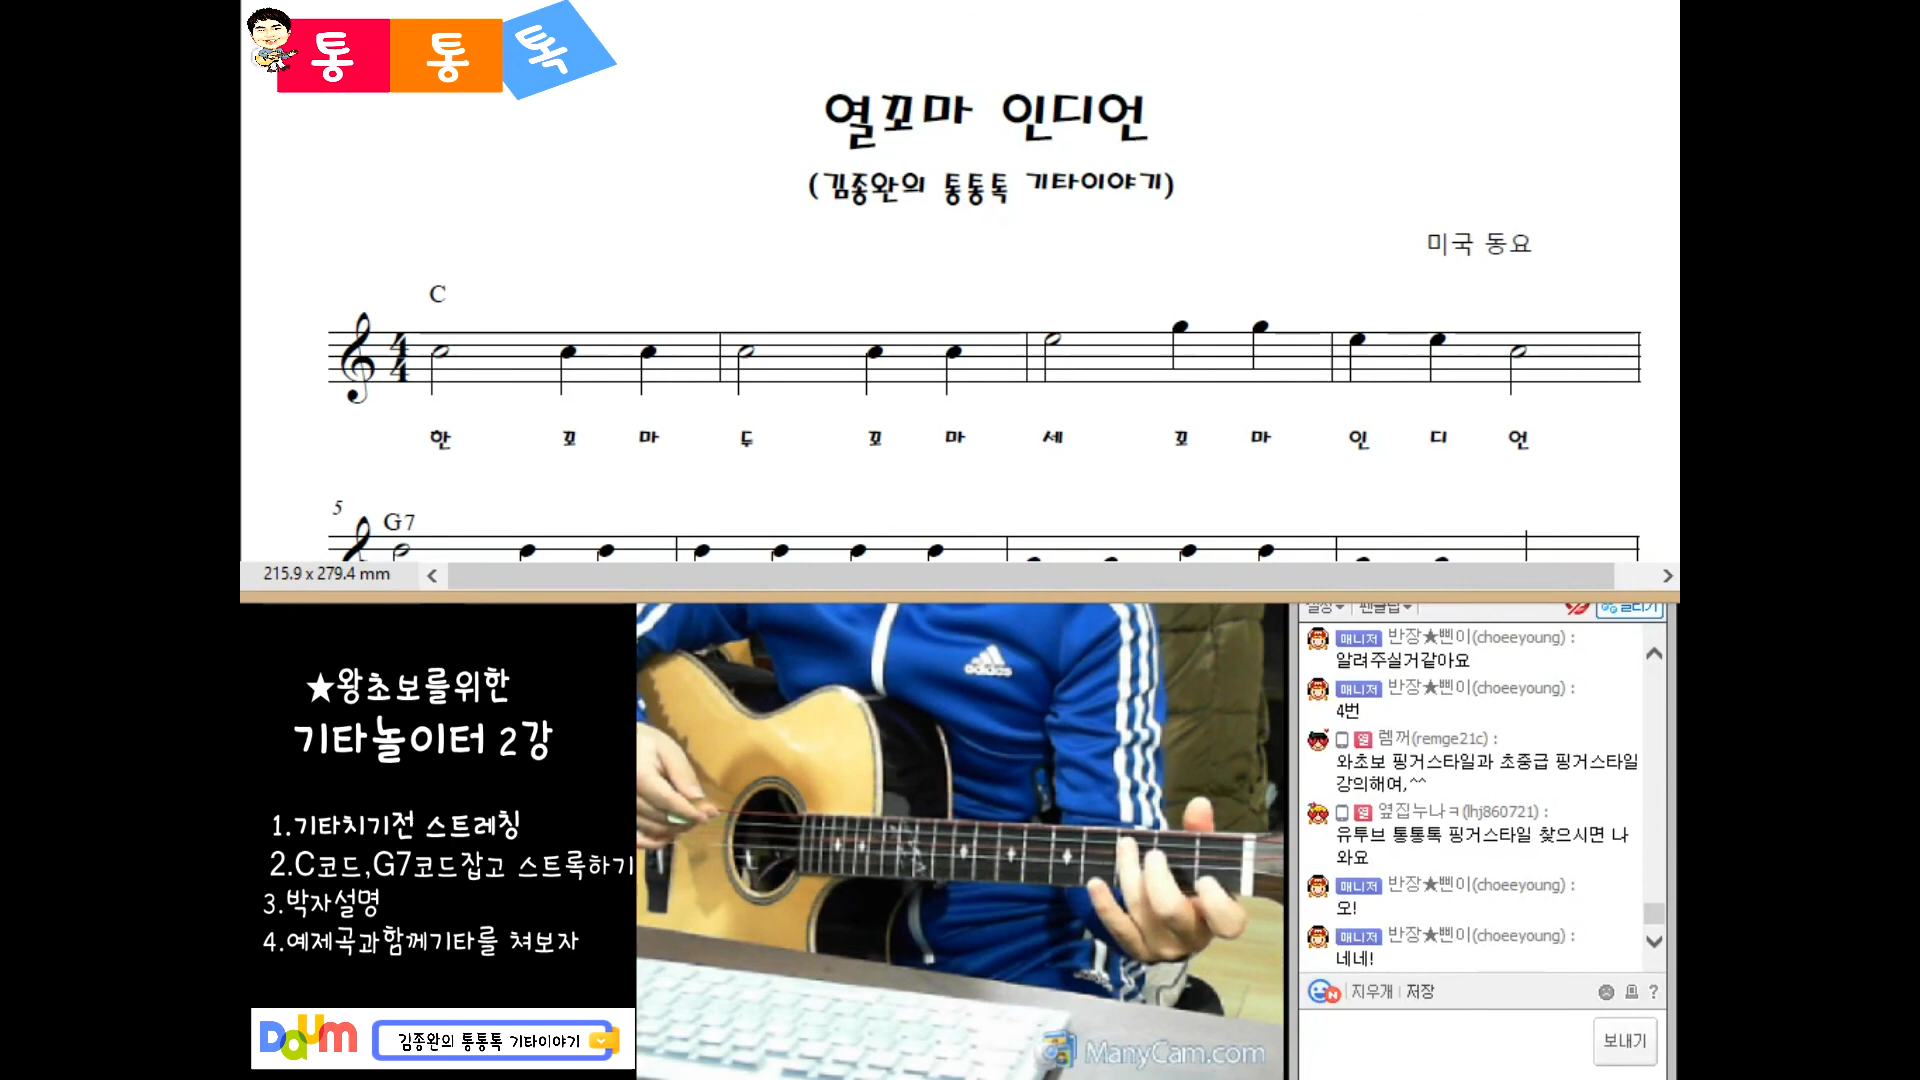 통통톡
열꼬마 인디언
(김종완의 통통톡 기타이야기)
미국 동요
C
4
4
한 꼬 마 두 꼬 마 세 꼬 마 인 디 언
5
G7
215.9 x 279.4 mm
★왕초보를위한
기타놀이터 2강
1.기타치기전 스트레칭
2.C코드,G7코드잡고 스트록하기
3.박자설명
4.예제곡과함께기타를 쳐보자
Daum 김종완의 통통톡 기타이야기
adidas
ManyCam.com
매니저 반장★삔이(choeeyoung) :
알려주실거같아요
매니저 반장★삔이(choeeyoung) :
4번
열 렘꺼(remge21c) :
와초보 핑거스타일과 초중급 핑거스타일
강의해여,^^
열 옆집누나ㅋ(lhj860721) :
유투브 통통톡 핑거스타일 찾으시면 나
와요
매니저 반장★삔이(choeeyoung) :
오!
매니저 반장★삔이(choeeyoung) :
네네!
지우개 저장 ?
보내기